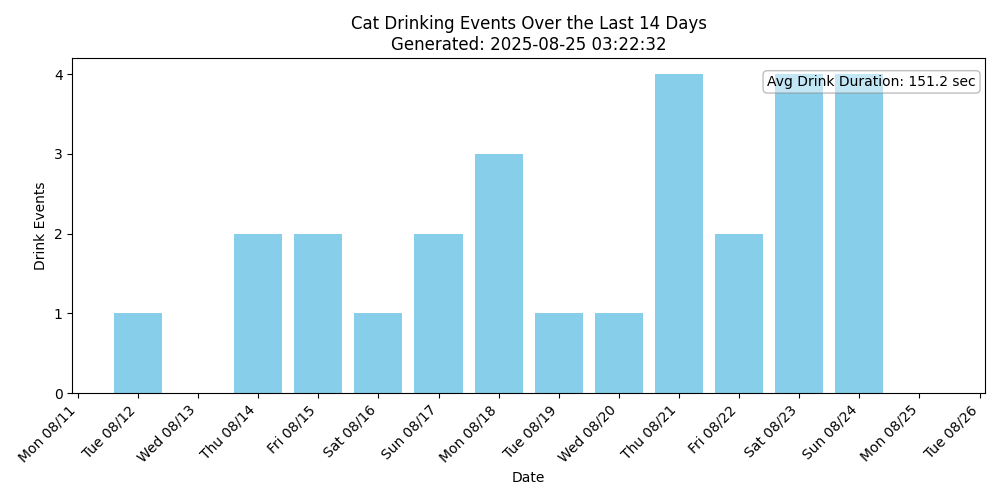 Cat Drinking Events Over the Last 14 Days
Generated: 2025-08-25 03:22:32
Avg Drink Duration: 151.2 sec
Drink Events
4
3
2
1
0
Mon 08/11
Tue 08/12
Wed 08/13
Thu 08/14
Fri 08/15
Sat 08/16
Sun 08/17
Mon 08/18
Tue 08/19
Wed 08/20
Thu 08/21
Fri 08/22
Sat 08/23
Sun 08/24
Mon 08/25
Tue 08/26
Date